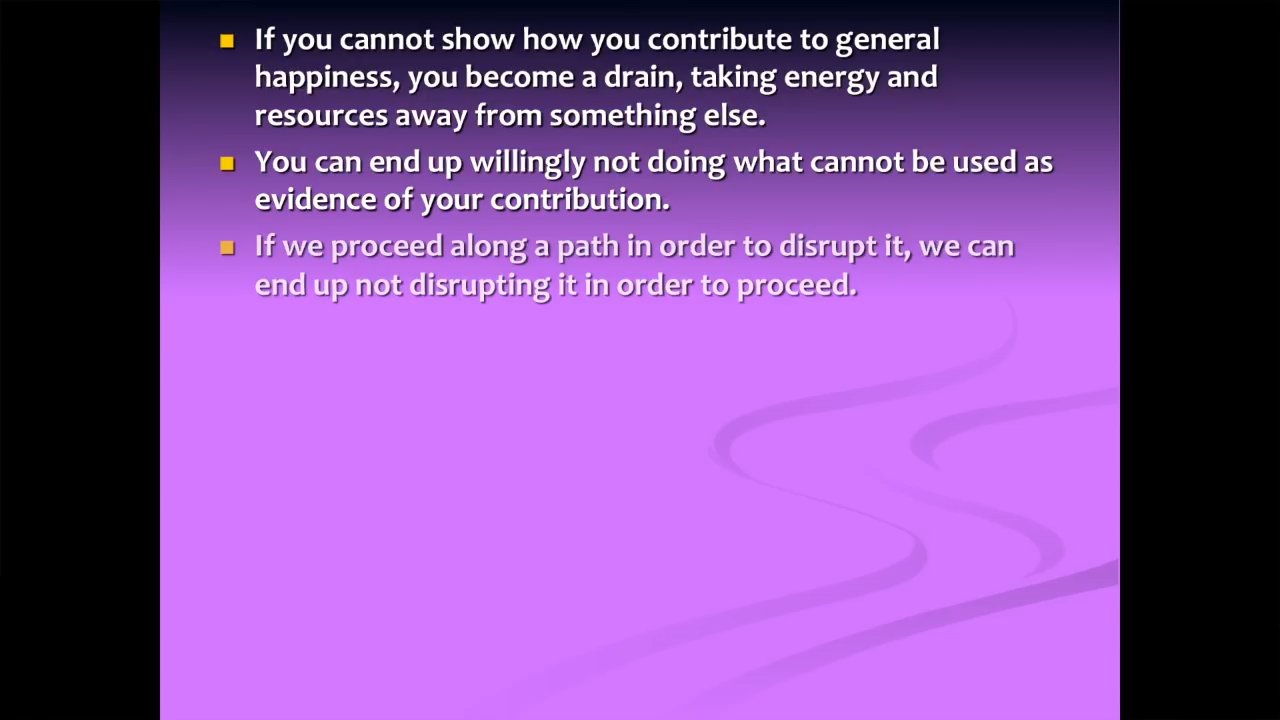 If you cannot show how you contribute to general
happiness, you become a drain, taking energy and
resources away from something else.
You can end up willingly not doing what cannot be used as
evidence of your contribution.
If we proceed along a path in order to disrupt it, we can
end up not disrupting it in order to proceed.